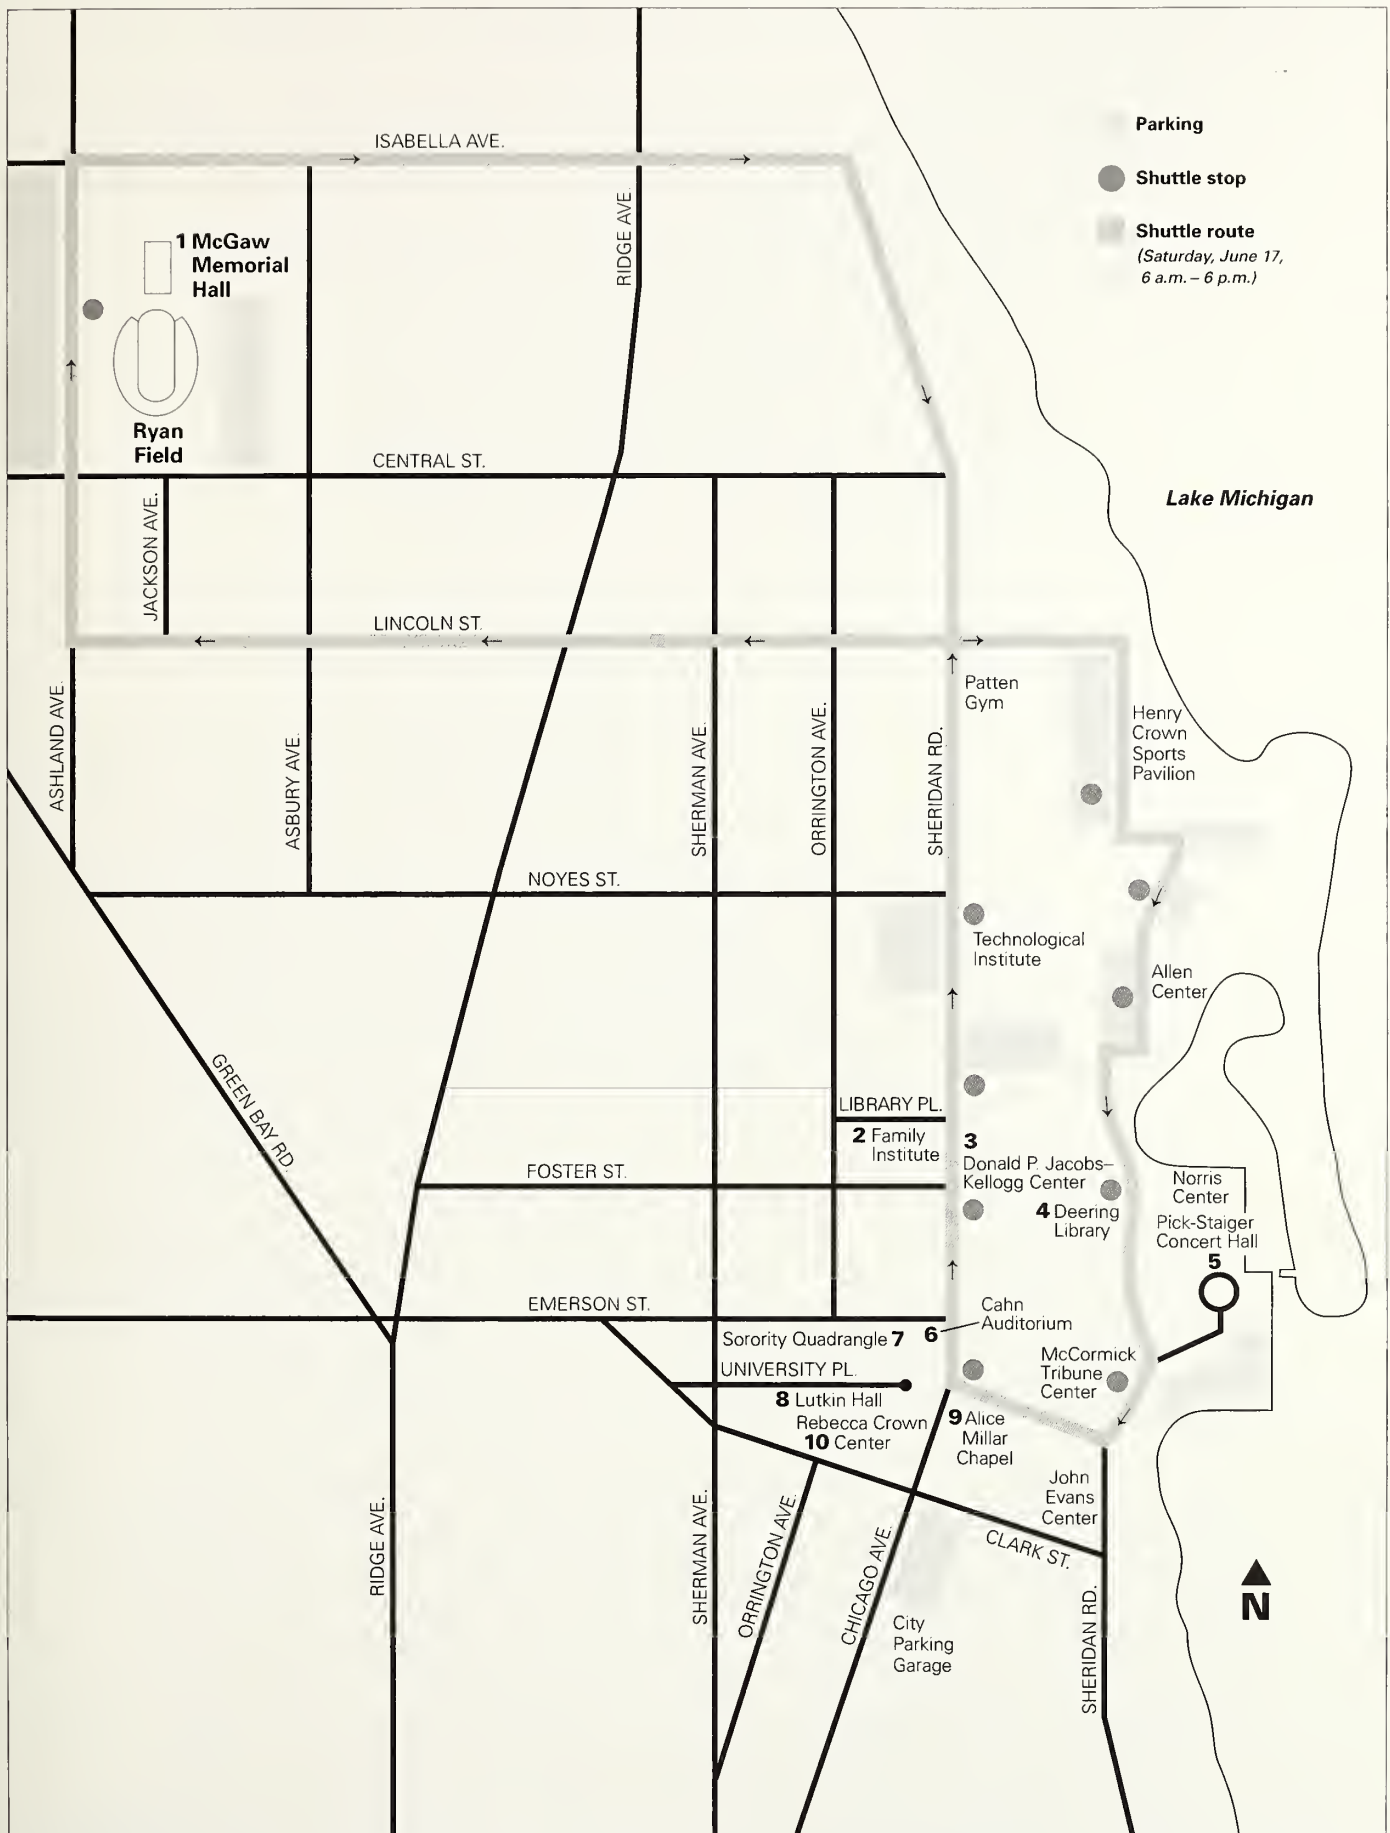 ISABELLA AVE.
Parking
Shuttle stop
Shuttle route
(Saturday, June 17,
6 a.m. – 6 p.m.)
RIDGE AVE.
1 McGaw
Memorial
Hall
Ryan
Field
CENTRAL ST.
Lake Michigan
JACKSON AVE.
LINCOLN ST.
Patten
Gym
Henry
Crown
Sports
Pavilion
ASHLAND AVE.
ASBURY AVE.
SHERMAN AVE.
ORRINGTON AVE.
SHERIDAN RD.
NOYES ST.
Technological
Institute
Allen
Center
GREEN BAY RD.
LIBRARY PL.
2 Family
Institute
3
Donald P. Jacobs–
Kellogg Center
FOSTER ST.
4 Deering
Library
Norris
Center
Pick-Staiger
Concert Hall
5
EMERSON ST.
Cahn
Auditorium
6
Sorority Quadrangle 7
McCormick
Tribune
Center
UNIVERSITY PL.
8 Lutkin Hall
Rebecca Crown
10 Center
9 Alice
Millar
Chapel
John
Evans
Center
RIDGE AVE.
SHERMAN AVE.
ORRINGTON AVE.
CHICAGO AVE.
CLARK ST.
City
Parking
Garage
SHERIDAN RD.
N